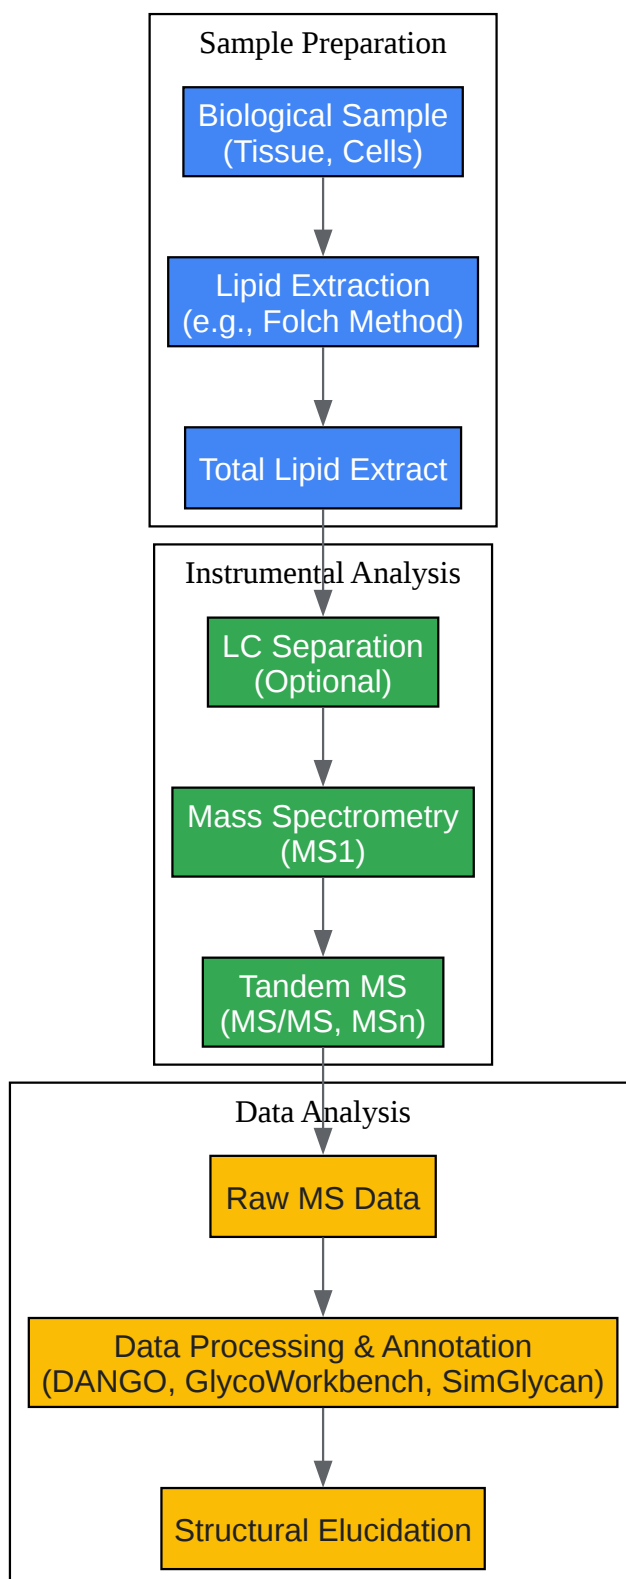 Sample Preparation
Biological Sample
(Tissue, Cells)
Lipid Extraction
(e.g., Folch Method)
Total Lipid Extract
Instrumental Analysis
LC Separation
(Optional)
Mass Spectrometry
(MS1)
Tandem MS
(MS/MS, MSn)
Data Analysis
Raw MS Data
Data Processing & Annotation
(DANGO, GlycoWorkbench, SimGlycan)
Structural Elucidation